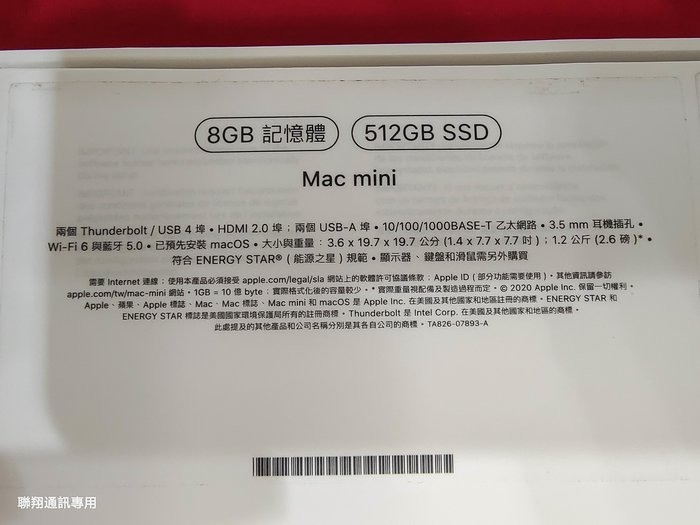 8GB 記憶體 512GB SSD
Mac mini
兩個 Thunderbolt / USB 4 埠 • HDMI 2.0 埠；兩個 USB-A 埠 • 10/100/1000BASE-T 乙太網路 • 3.5 mm 耳機插孔 •
Wi-Fi 6 與藍牙 5.0 • 已預先安裝 macOS • 大小與重量：3.6 x 19.7 x 19.7 公分 (1.4 x 7.7 x 7.7 吋)；1.2 公斤 (2.6 磅)* •
符合 ENERGY STAR® (能源之星) 規範 • 顯示器、鍵盤和滑鼠需另外購買
需要 Internet 連線；使用本產品必須接受 apple.com/legal/sla 網站上的軟體許可協議條款；Apple ID (部分功能需要使用)。其他資訊請參訪
apple.com/tw/mac-mini 網站。1GB = 10 億 byte；實際格式化後的容量較少。* 實際重量視配備及製造過程而定。© 2020 Apple Inc. 保留一切權利。
Apple、蘋果、Apple 標誌、Mac、Mac 標誌、Mac mini 和 macOS 是 Apple Inc. 在美國及其他國家和地區註冊的商標。ENERGY STAR 和
ENERGY STAR 標誌是美國國家環境保護局所有的註冊商標。Thunderbolt 是 Intel Corp. 在美國及其他國家和地區的商標。
此處提及的其他產品和公司名稱分別是其各自公司的商標。TA826-07893-A
聯翔通訊專用